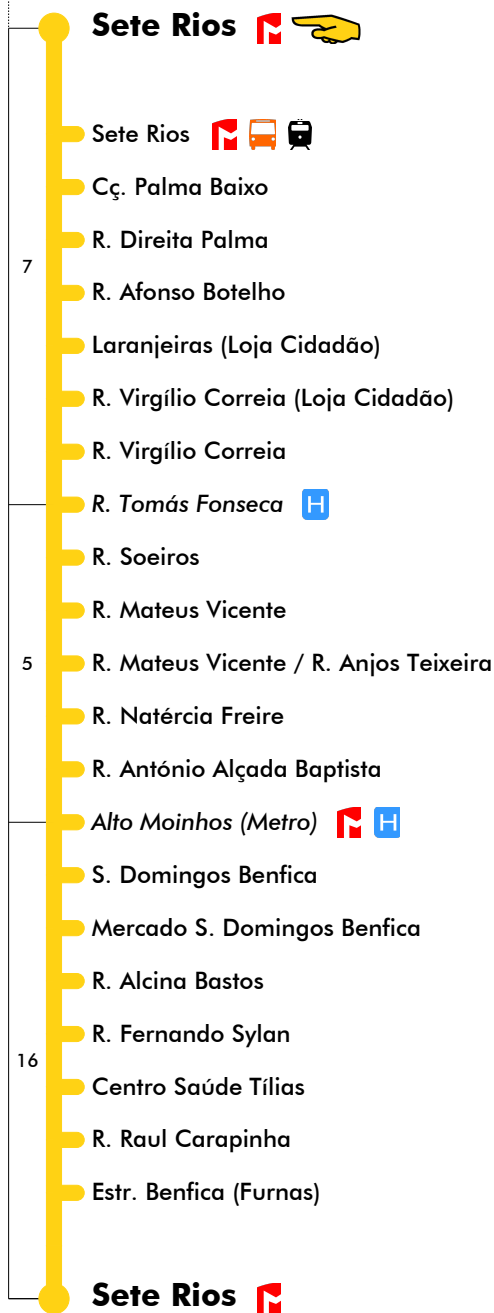 Sete Rios
Sete Rios
Cç. Palma Baixo
R. Direita Palma
7
R. Afonso Botelho
Laranjeiras (Loja Cidadão)
R. Virgílio Correia (Loja Cidadão)
R. Virgílio Correia
R. Tomás Fonseca H
R. Soeiros
R. Mateus Vicente
5 R. Mateus Vicente / R. Anjos Teixeira
R. Natércia Freire
R. António Alçada Baptista
Alto Moinhos (Metro) H
S. Domingos Benfica
Mercado S. Domingos Benfica
R. Alcina Bastos
R. Fernando Sylan
16
Centro Saúde Tílias
R. Raul Carapinha
Estr. Benfica (Furnas)
Sete Rios